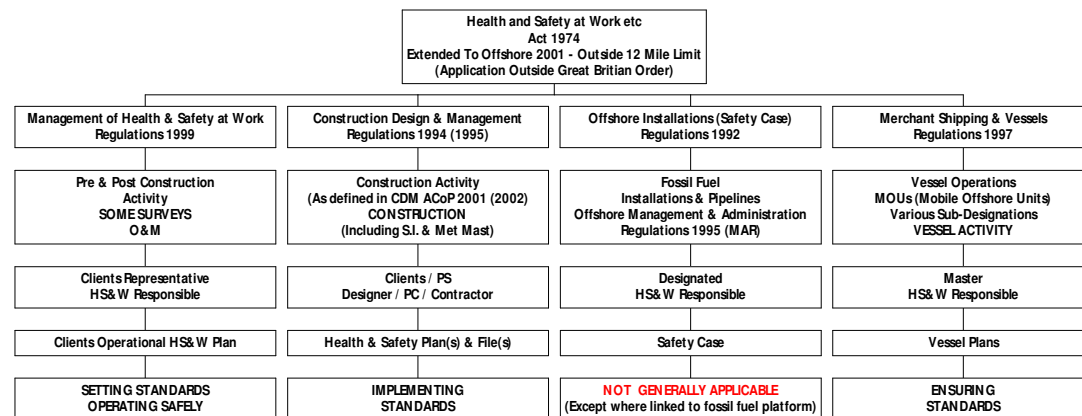 Health and Safety at Work etc
Act 1974
Extended To Offshore 2001 - Outside 12 Mile Limit
(Application Outside Great Britian Order)
Management of Health & Safety at Work
Regulations 1999
Construction Design & Management
Regulations 1994 (1995)
Offshore Installations (Safety Case)
Regulations 1992
Merchant Shipping & Vessels
Regulations 1997
Pre & Post Construction
Activity
SOME SURVEYS
O&M
Construction Activity
(As defined in CDM ACoP 2001 (2002)
CONSTRUCTION
(Including S.I. & Met Mast)
Fossil Fuel
Installations & Pipelines
Offshore Management & Administration
Regulations 1995 (MAR)
Vessel Operations
MOUs (Mobile Offshore Units)
Various Sub-Designations
VESSEL ACTIVITY
Clients Representative
HS&W Responsible
Clients / PS
Designer / PC / Contractor
Designated
HS&W Responsible
Master
HS&W Responsible
Clients Operational HS&W Plan
Health & Safety Plan(s) & File(s)
Safety Case
Vessel Plans
SETTING STANDARDS
OPERATING SAFELY
IMPLEMENTING
STANDARDS
NOT GENERALLY APPLICABLE
(Except where linked to fossil fuel platform)
ENSURING
STANDARDS